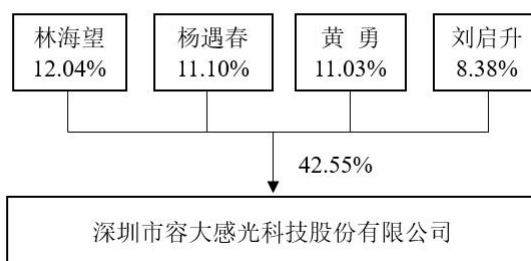 林海望
12.04%
杨遇春
11.10%
黄 勇
11.03%
刘启升
8.38%
42.55%
深圳市容大感光科技股份有限公司